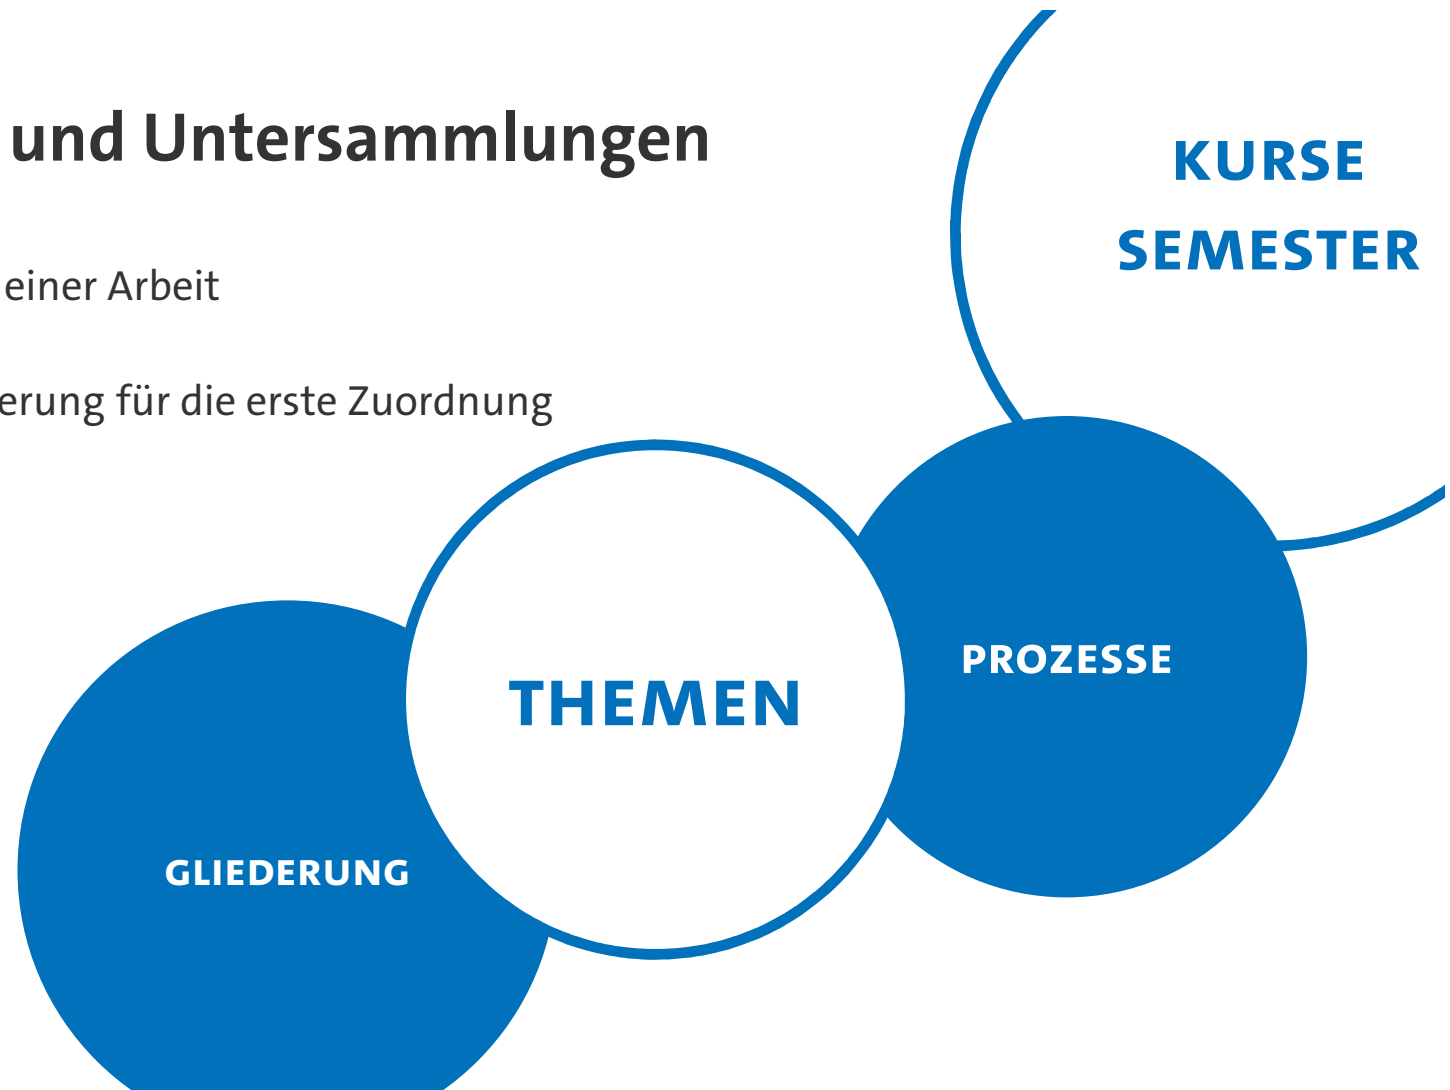 und Untersammlungen
einer Arbeit
erung für die erste Zuordnung
KURSE
SEMESTER
PROZESSE
THEMEN
GLIEDERUNG